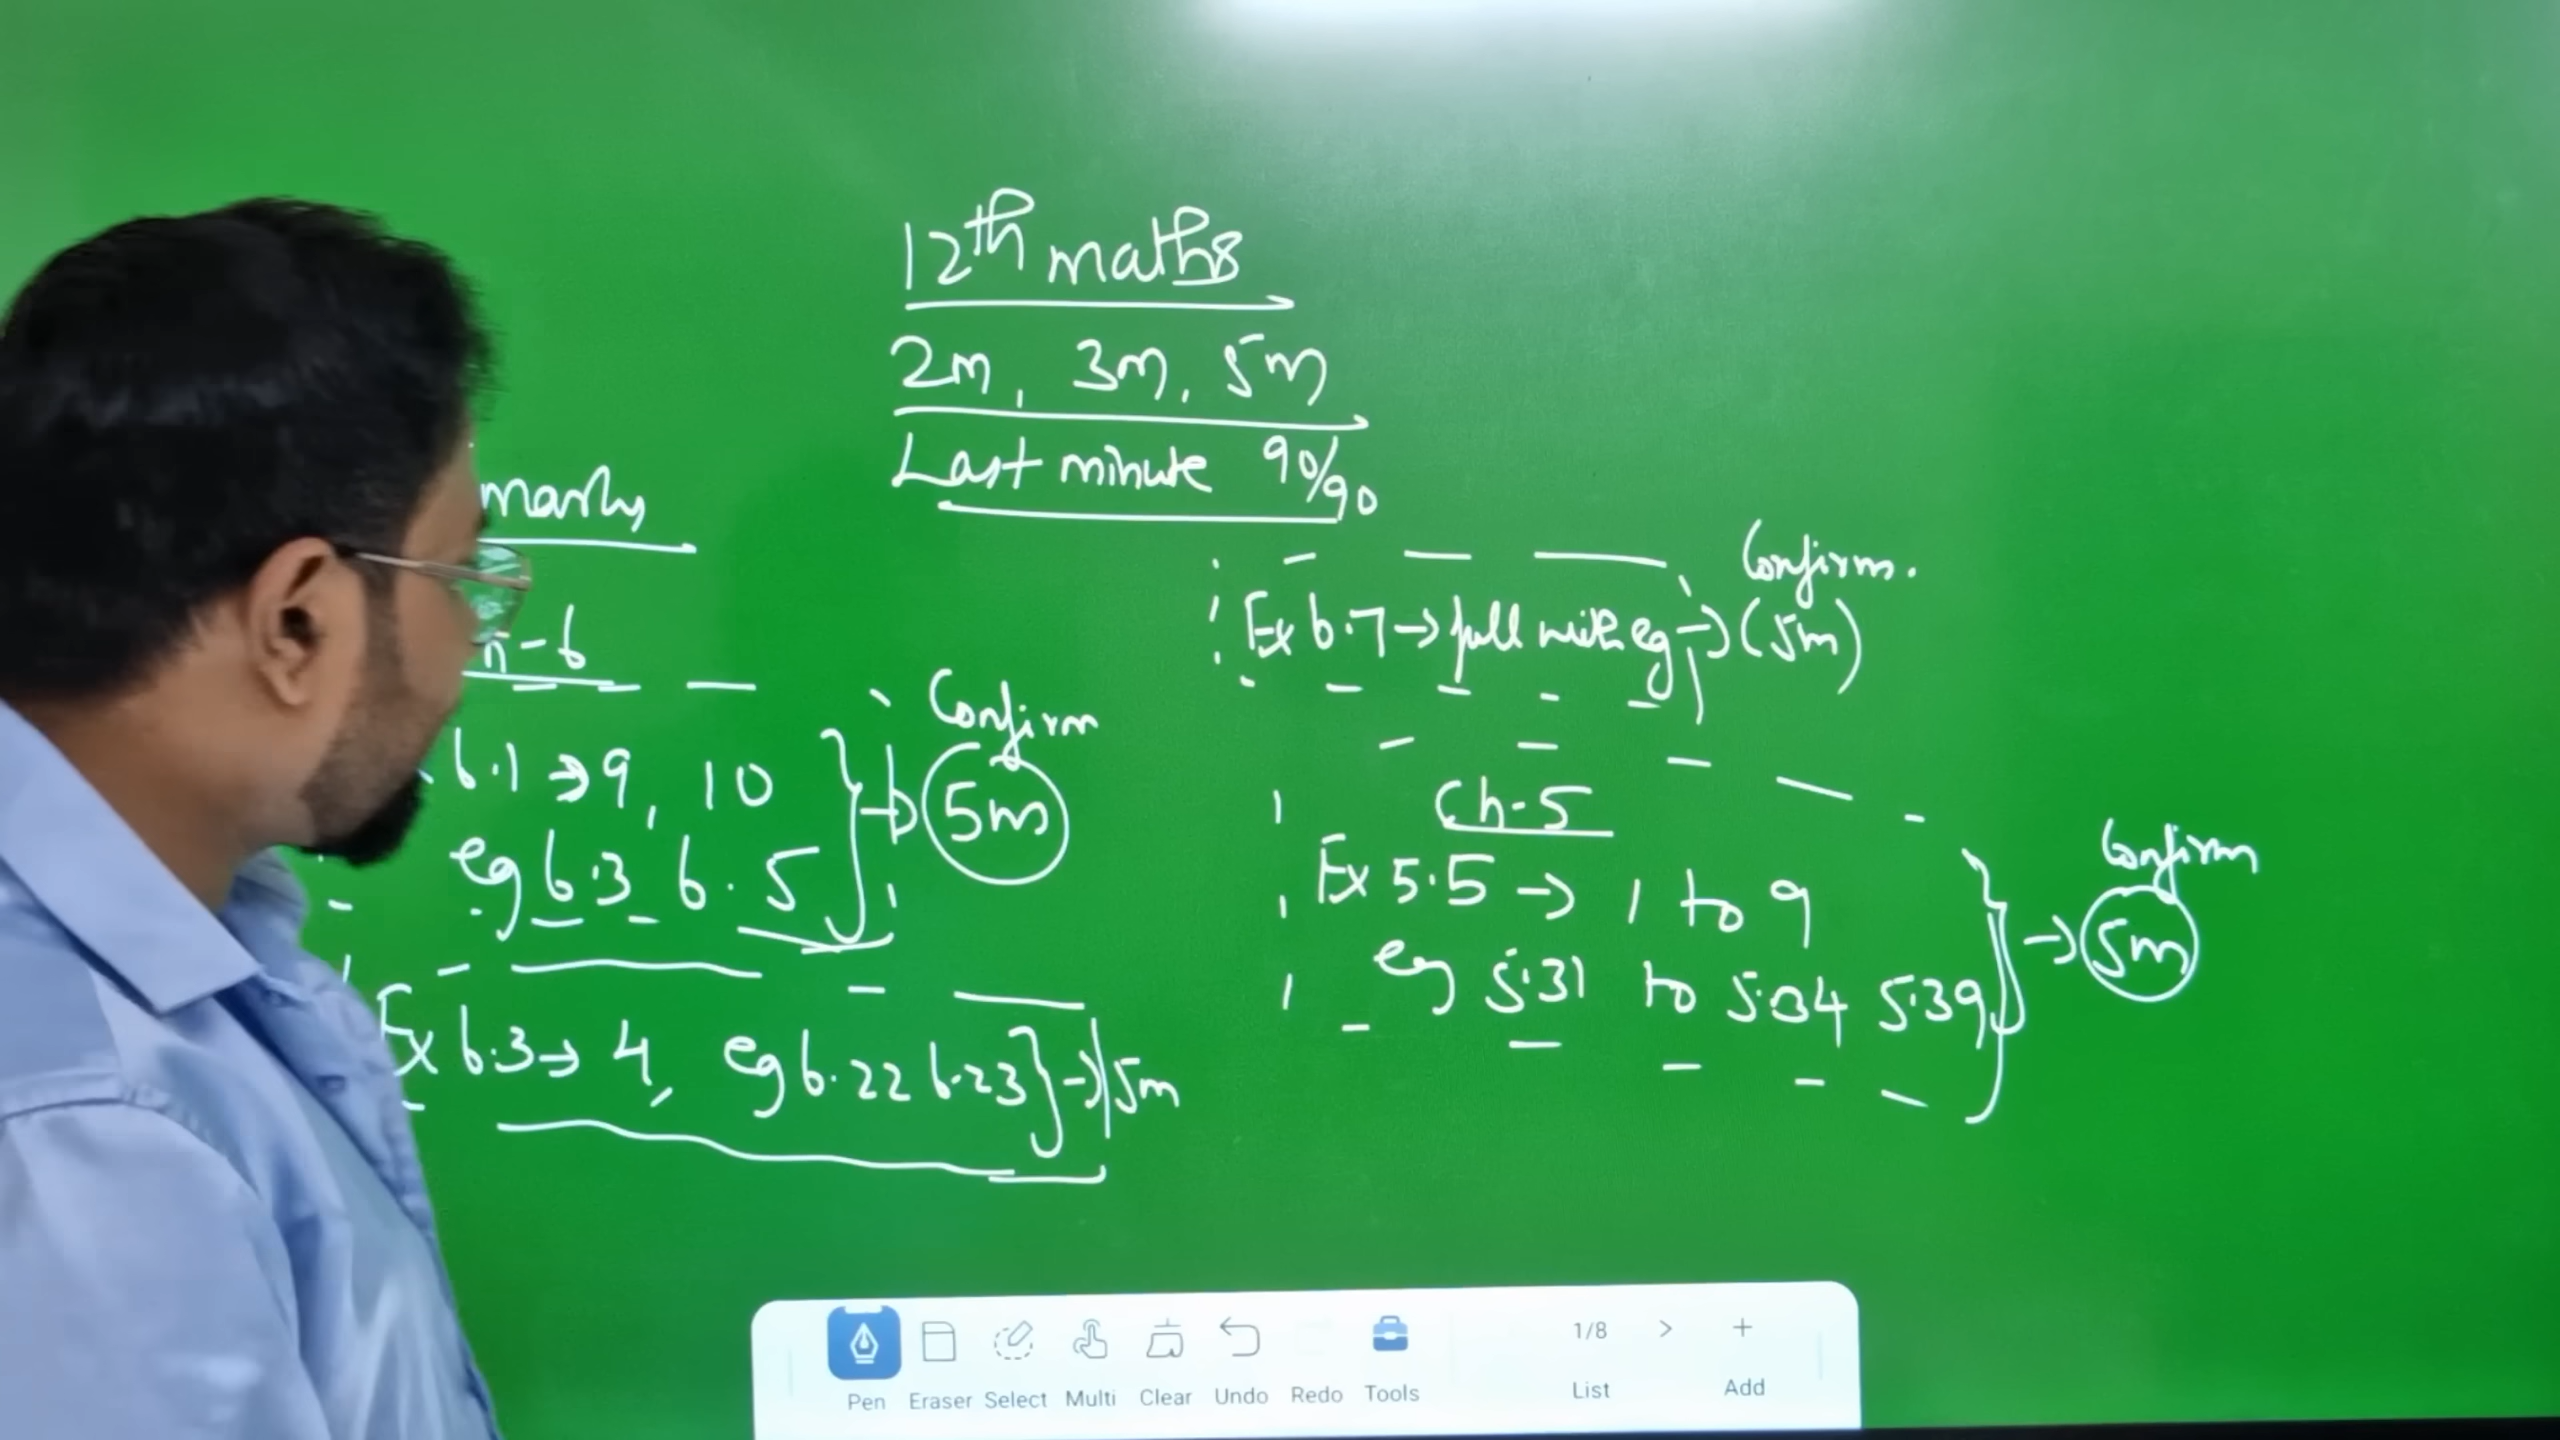 12th maths
2m, 3m, 5m
Last minute 90/90
marks
-6
6.1 → 9, 10
eg 6.3 6.5
Confirm
5m
Ex 6.3 → 4, eg 6.22 6.23 → 5m
Confirm.
Ex 6.7 → full with eg → (5m)
Ch-5
Ex 5.5 → 1 to 9
eg 5.31 to 5.34 5.39
Confirm
→ 5m
Pen Eraser Select Multi Clear Undo Redo Tools
1/8 > +
List Add